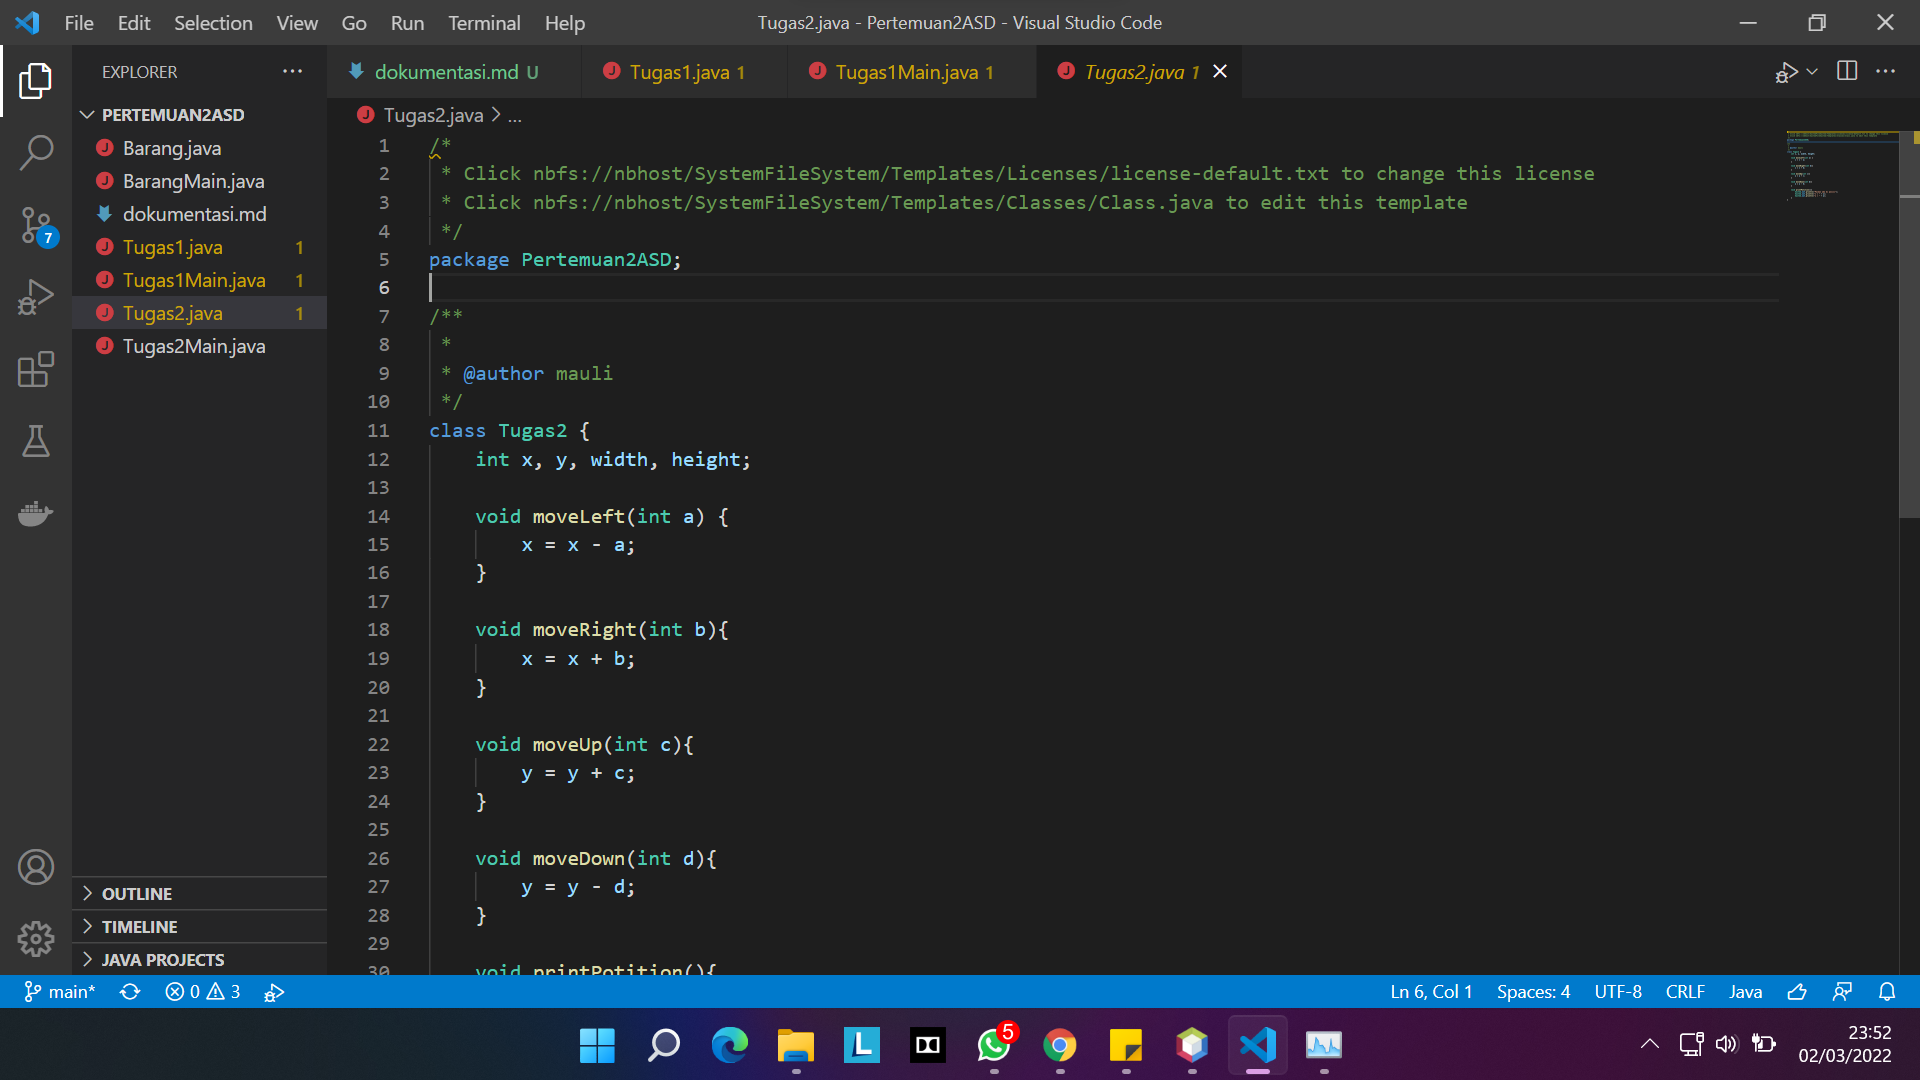 File Edit Selection View Go Run Terminal Help
Tugas2.java - Pertemuan2ASD - Visual Studio Code
EXPLORER
dokumentasi.md U
Tugas1.java 1
Tugas1Main.java 1
Tugas2.java 1
PERTEMUAN2ASD
Barang.java
BarangMain.java
dokumentasi.md
Tugas1.java 1
Tugas1Main.java 1
Tugas2.java 1
Tugas2Main.java
7
OUTLINE
TIMELINE
JAVA PROJECTS
Tugas2.java > ...
1 /*
2 * Click nbfs://nbhost/SystemFileSystem/Templates/Licenses/license-default.txt to change this license
3 * Click nbfs://nbhost/SystemFileSystem/Templates/Classes/Class.java to edit this template
4 */
5 package Pertemuan2ASD;
6
7 /**
8 *
9 * @author mauli
10 */
11 class Tugas2 {
12 int x, y, width, height;
13
14 void moveLeft(int a) {
15 x = x - a;
16 }
17
18 void moveRight(int b){
19 x = x + b;
20 }
21
22 void moveUp(int c){
23 y = y + c;
24 }
25
26 void moveDown(int d){
27 y = y - d;
28 }
29
30 void printPotition(){
main* 0 3
Ln 6, Col 1 Spaces: 4 UTF-8 CRLF Java
L
5
23:52
02/03/2022